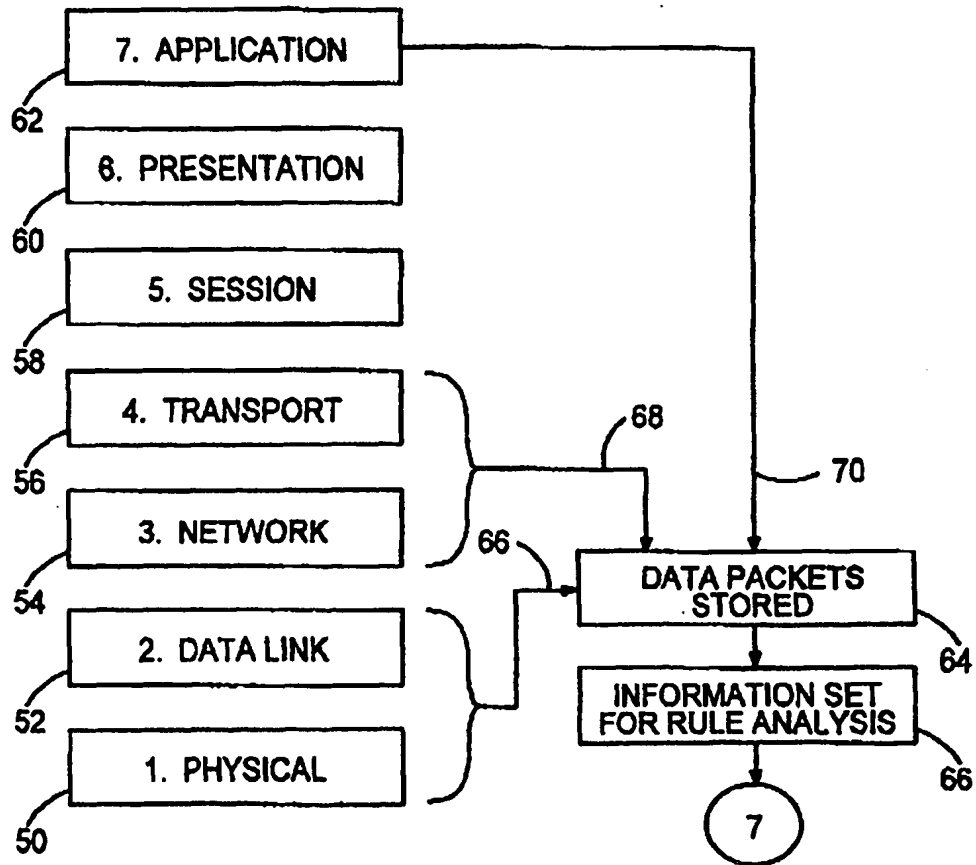 7. APPLICATION
62
6. PRESENTATION
60
5. SESSION
58
4. TRANSPORT
56
68
70
3. NETWORK
54
66
DATA PACKETS
STORED
64
2. DATA LINK
52
INFORMATION SET
FOR RULE ANALYSIS
66
1. PHYSICAL
50
7